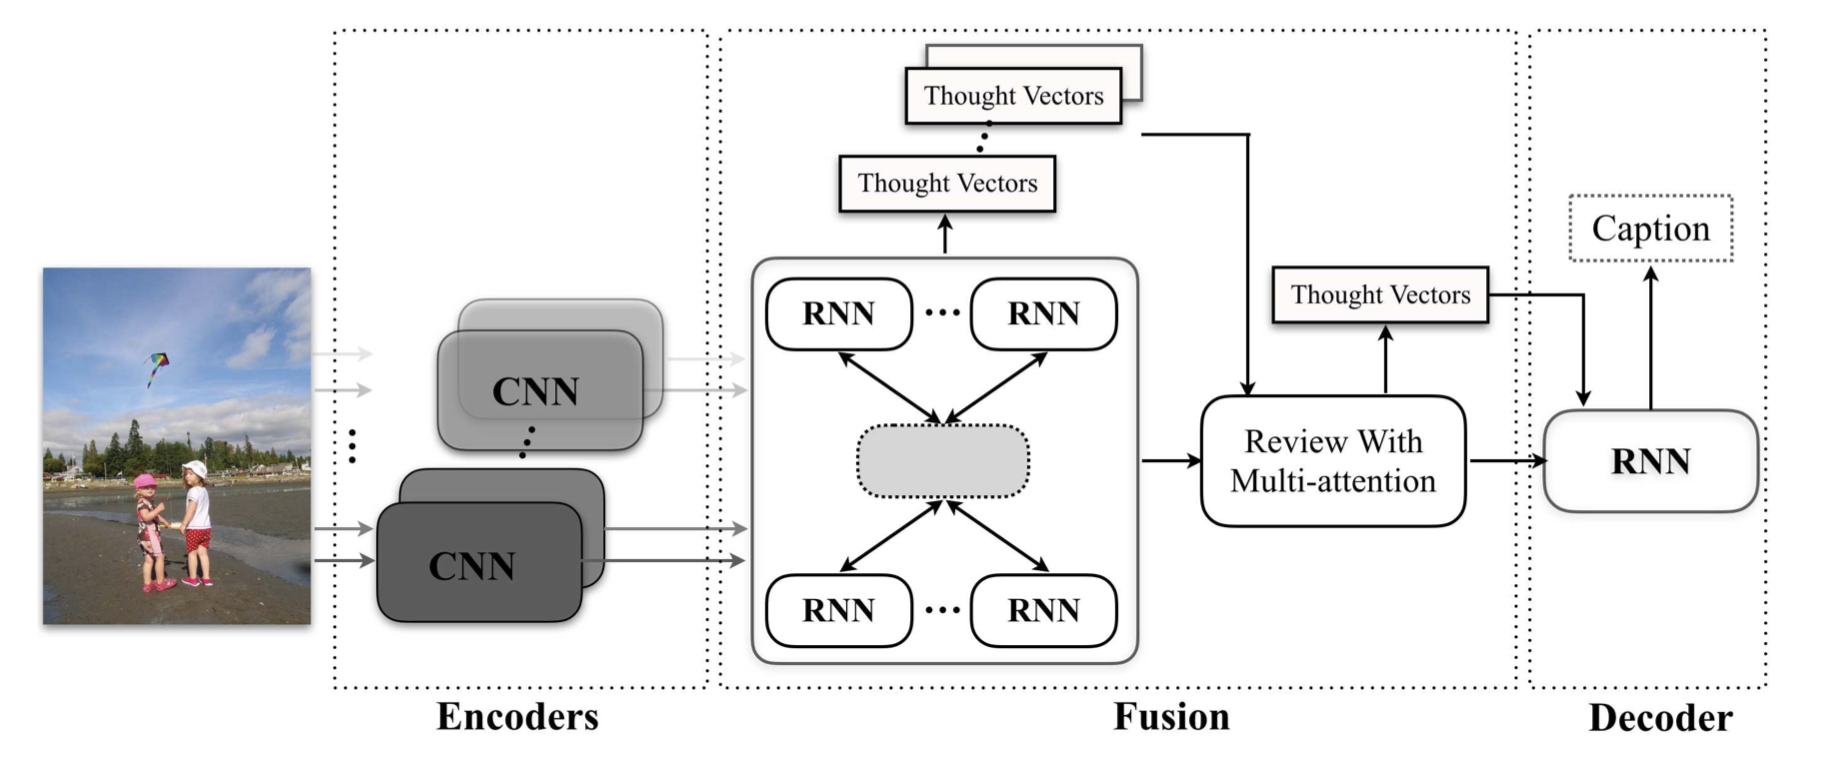 Thought Vectors
Thought Vectors
Caption
RNN
RNN
Thought Vectors
CNN
Review With
Multi-attention
RNN
CNN
RNN
RNN
Encoders
Fusion
Decoder